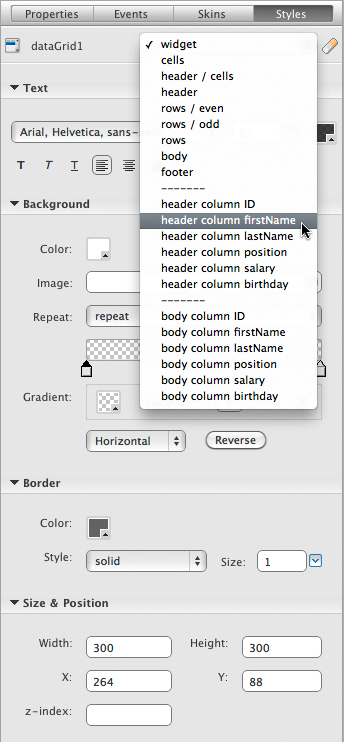 Properties Events Skins Styles
dataGrid1
✓ widget
cells
header / cells
header
rows / even
rows / odd
rows
body
footer
-------
header column ID
header column firstName
header column lastName
header column position
header column salary
header column birthday
-------
body column ID
body column firstName
body column lastName
body column position
body column salary
body column birthday
Text
Arial, Helvetica, sans-
T T T
Background
Color:
Image:
Repeat: repeat
Gradient:
Horizontal Reverse
Border
Color:
Style: solid Size: 1
Size & Position
Width: 300 Height: 300
X: 264 Y: 88
z-index: